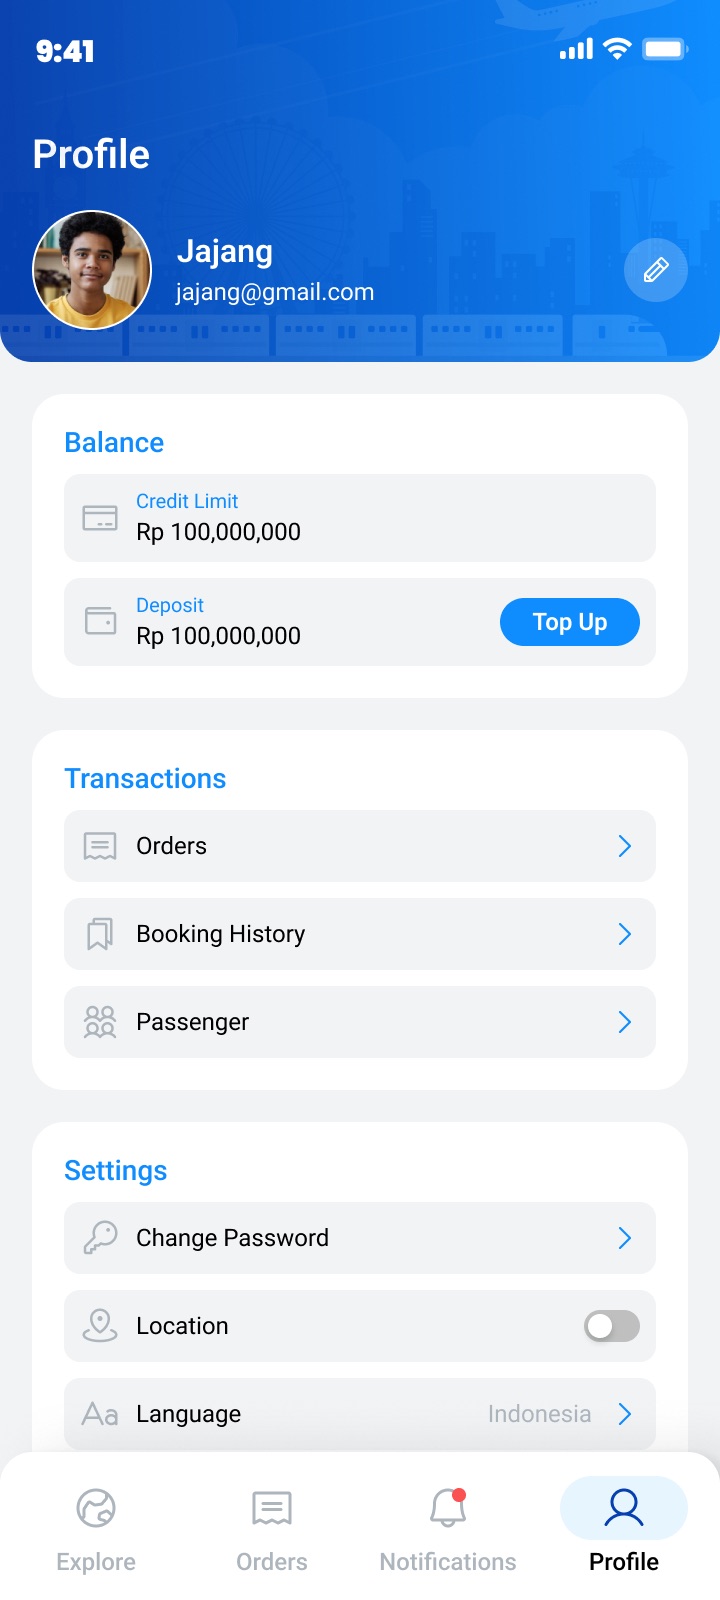 9:41
Profile
Jajang
jajang@gmail.com
Balance
Credit Limit
Rp 100,000,000
Deposit
Rp 100,000,000
Top Up
Transactions
Orders
Booking History
Passenger
Settings
Change Password
Location
Aa Language Indonesia
Explore Orders Notifications Profile